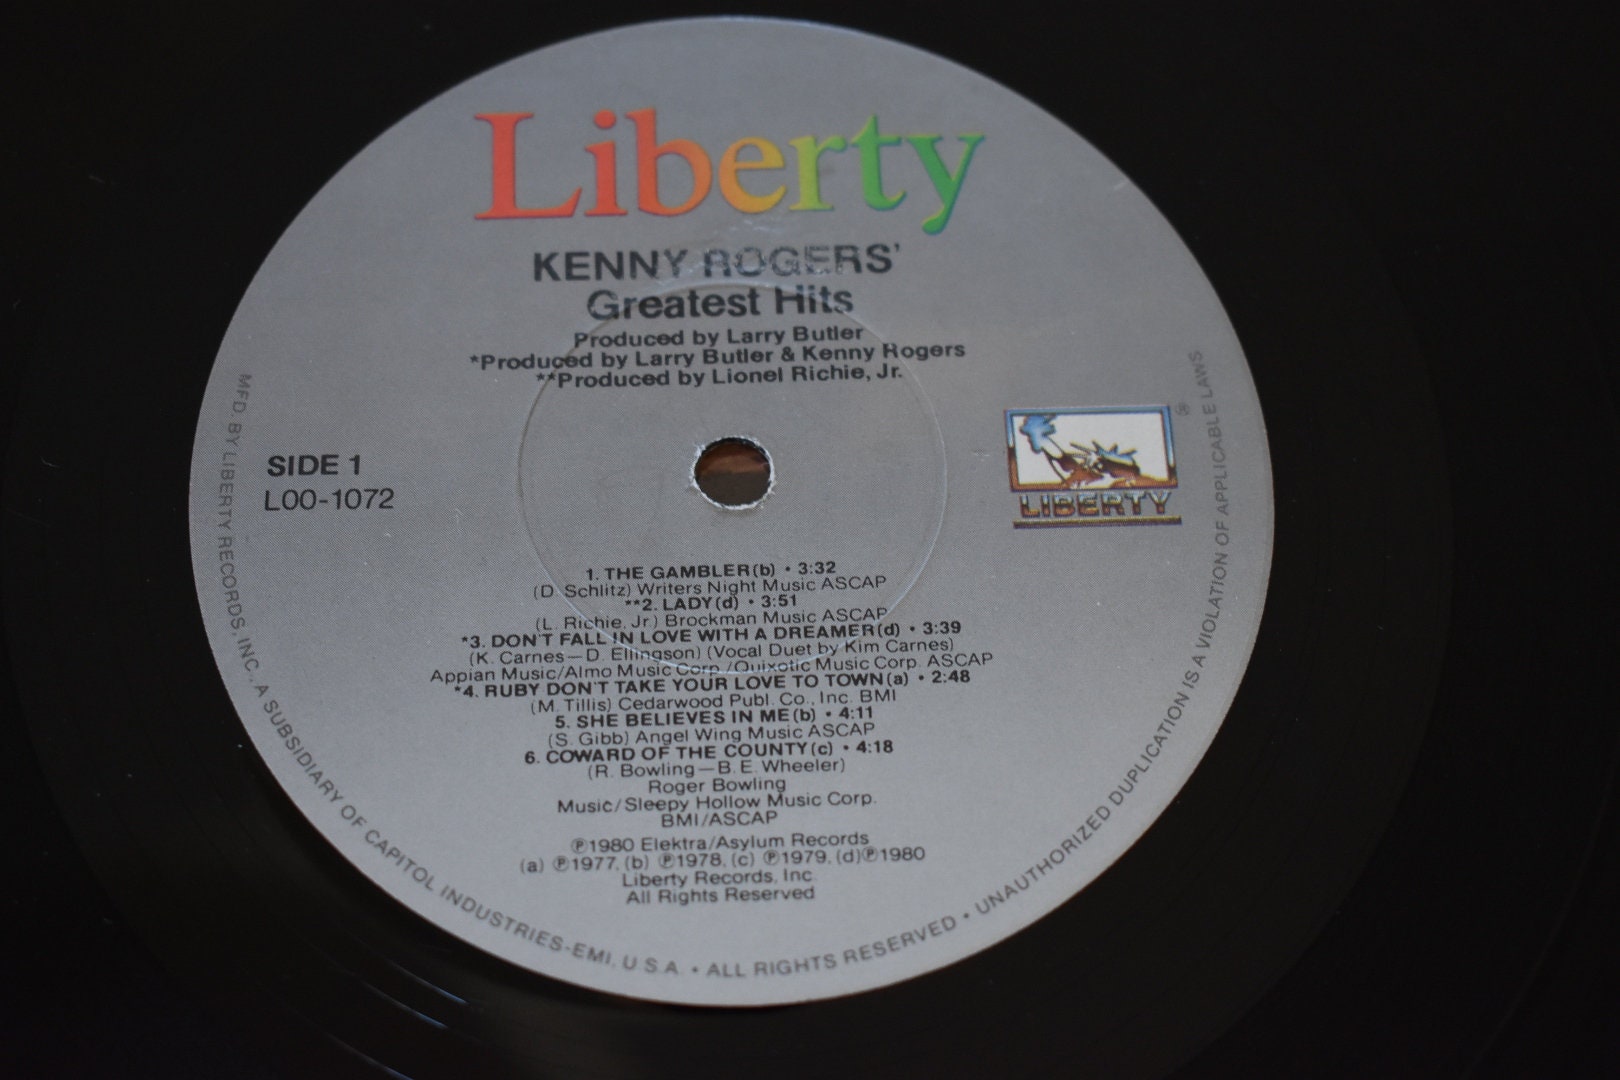 Liberty
KENNY ROGERS'
Greatest Hits
Produced by Larry Butler
*Produced by Larry Butler & Kenny Rogers
**Produced by Lionel Richie, Jr.
SIDE 1
LOO-1072
LIBERTY
®
1. THE GAMBLER(b) • 3:32
(D. Schlitz) Writers Night Music ASCAP
**2. LADY(d) • 3:51
(L. Richie, Jr.) Brockman Music ASCAP
*3. DON'T FALL IN LOVE WITH A DREAMER(d) • 3:39
(K. Carnes—D. Ellingson) (Vocal Duet by Kim Carnes)
Appian Music/Almo Music Corp./Quixotic Music Corp. ASCAP
*4. RUBY DON'T TAKE YOUR LOVE TO TOWN(a) • 2:48
(M. Tillis) Cedarwood Publ. Co., Inc. BMI
5. SHE BELIEVES IN ME(b) • 4:11
(S. Gibb) Angel Wing Music ASCAP
6. COWARD OF THE COUNTY(c) • 4:18
(R. Bowling—B. E. Wheeler)
Roger Bowling
Music/Sleepy Hollow Music Corp.
BMI/ASCAP
℗1980 Elektra/Asylum Records
(a) ℗1977, (b) ℗1978, (c) ℗1979, (d)℗1980
Liberty Records, Inc.
All Rights Reserved
MFD. BY LIBERTY RECORDS, INC., A SUBSIDIARY OF CAPITOL INDUSTRIES-EMI, U.S.A. • ALL RIGHTS RESERVED • UNAUTHORIZED DUPLICATION IS A VIOLATION OF APPLICABLE LAWS